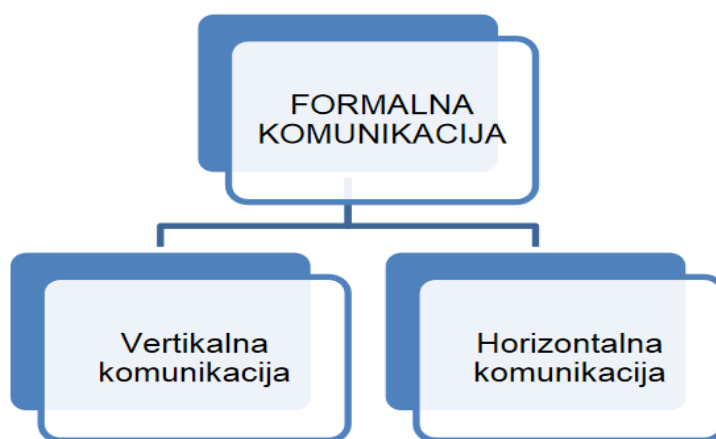 FORMALNA
KOMUNIKACIJA
Vertikalna
komunikacija
Horizontalna
komunikacija